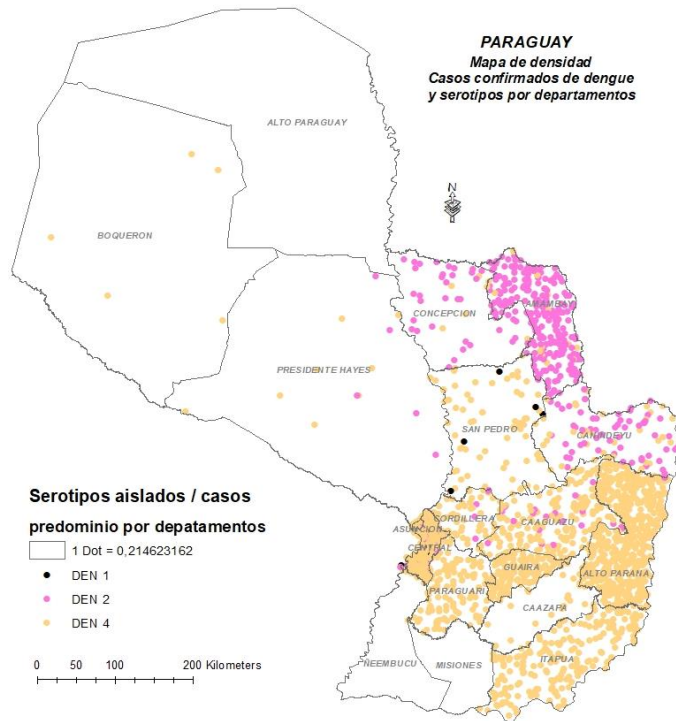 PARAGUAY
Mapa de densidad
Casos confirmados de dengue
y serotipos por departamentos
N
ALTO PARAGUAY
BOQUERON
CONCEPCION
AMAMBAY
PRESIDENTE HAYES
SAN PEDRO
CANINDEYU
CORDILLERA
ASUNCION
CAAGUAZU
CENTRAL
GUAIRA
ALTO PARANA
PARAGUARI
CAAZAPA
ITAPUA
ÑEEMBUCU
MISIONES
Serotipos aislados / casos
predominio por depatamentos
1 Dot = 0,214623162
DEN 1
DEN 2
DEN 4
0 50 100 200 Kilometers